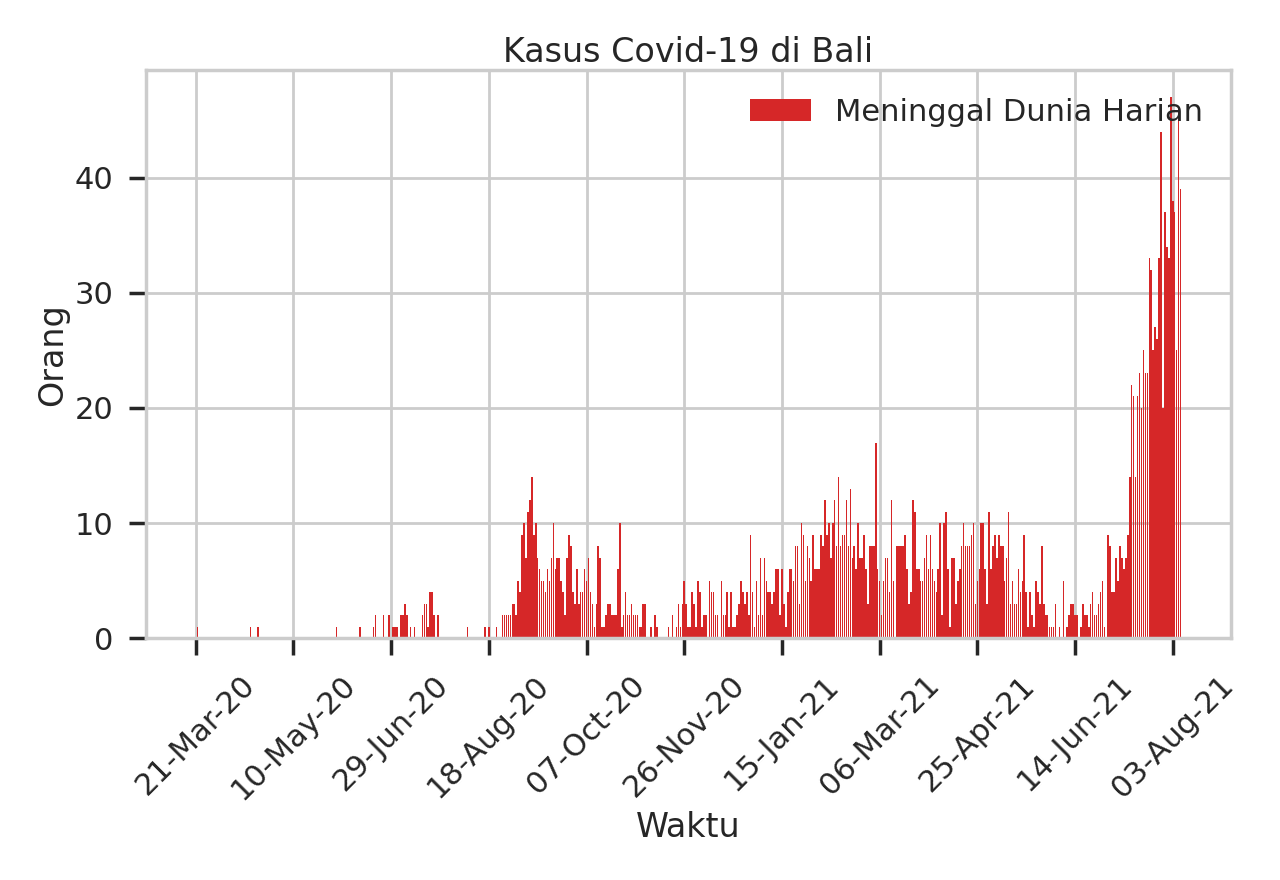 Kasus Covid-19 di Bali
Meninggal Dunia Harian
Orang
40
30
20
10
0
21-Mar-20
10-May-20
29-Jun-20
18-Aug-20
07-Oct-20
26-Nov-20
15-Jan-21
06-Mar-21
25-Apr-21
14-Jun-21
03-Aug-21
Waktu